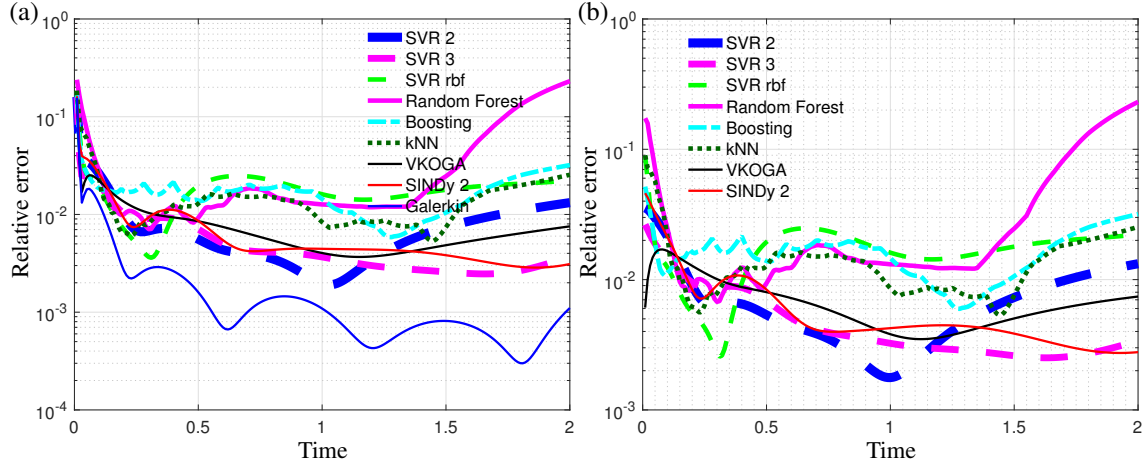 (a)
Relative error
10^0
10^-1
10^-2
10^-3
10^-4
0
0.5
1
1.5
2
Time
SVR 2
SVR 3
SVR rbf
Random Forest
Boosting
kNN
VKOGA
SINDy 2
Galerkin
(b)
Relative error
10^0
10^-1
10^-2
10^-3
0
0.5
1
1.5
2
Time
SVR 2
SVR 3
SVR rbf
Random Forest
Boosting
kNN
VKOGA
SINDy 2